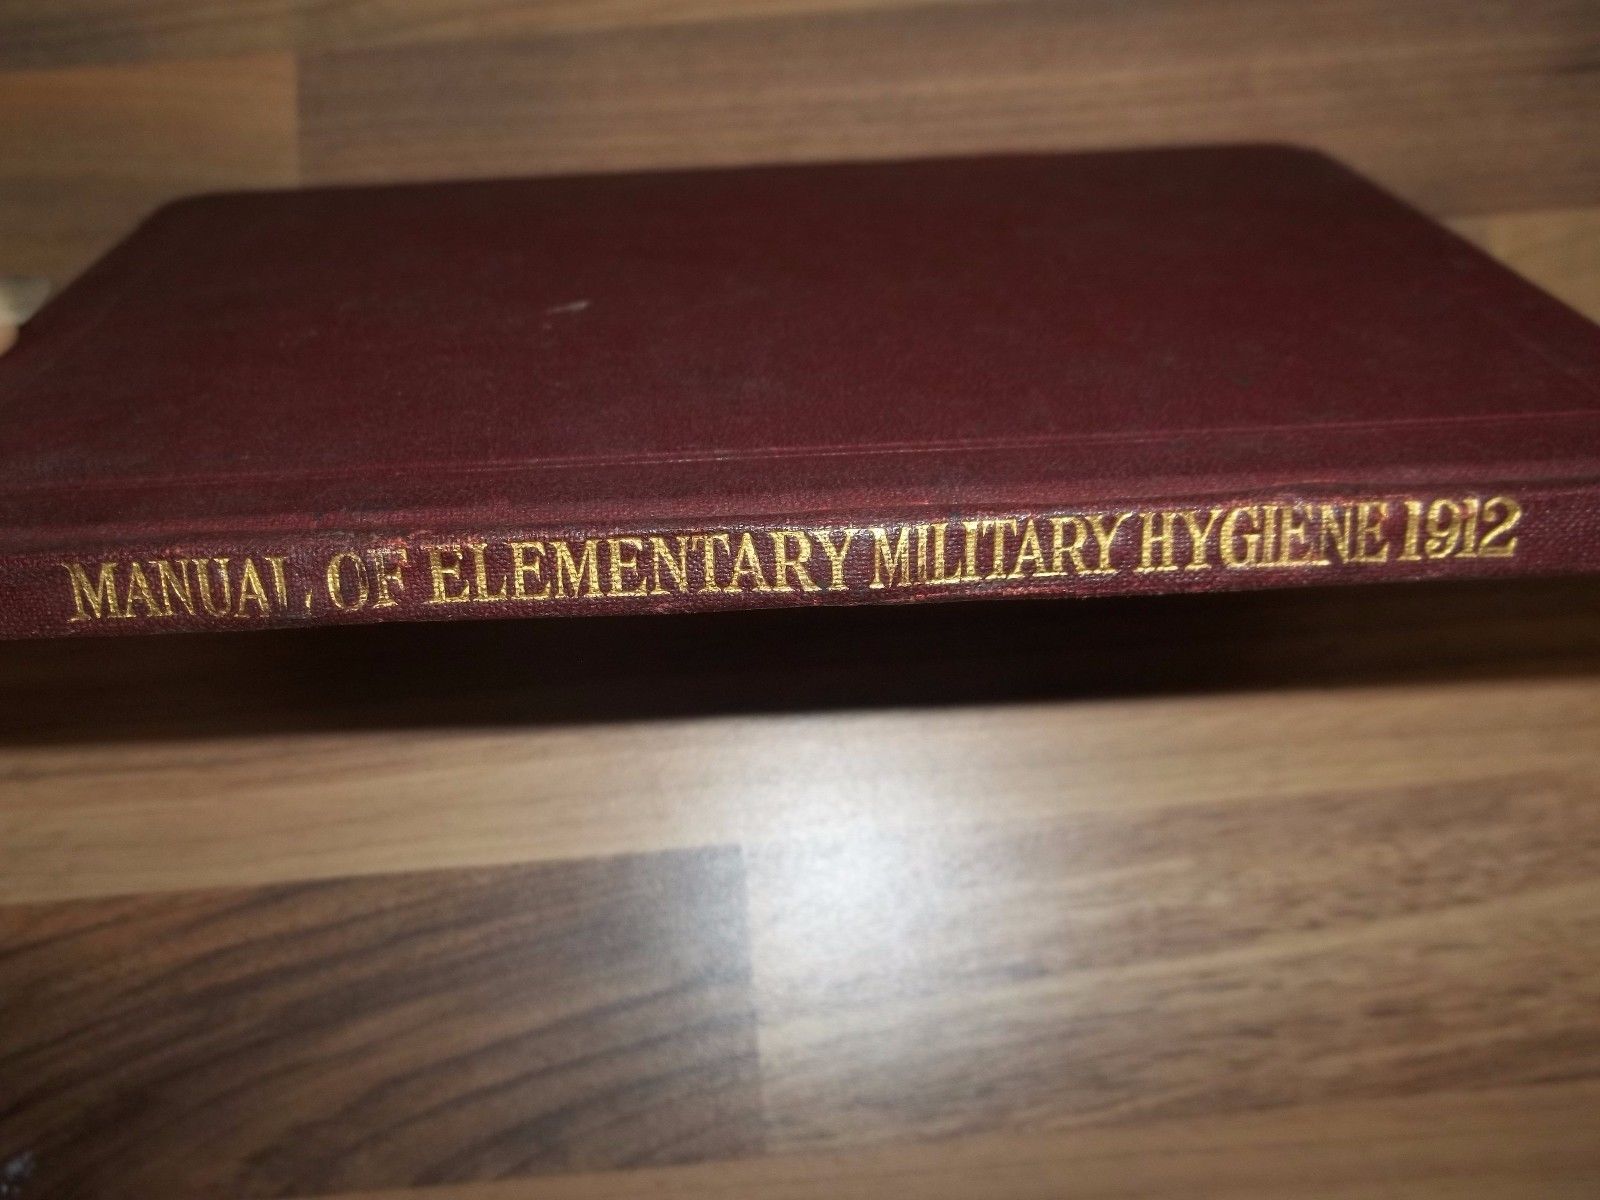 MANUAL OF ELEMENTARY MILITARY HYGIENE 1912